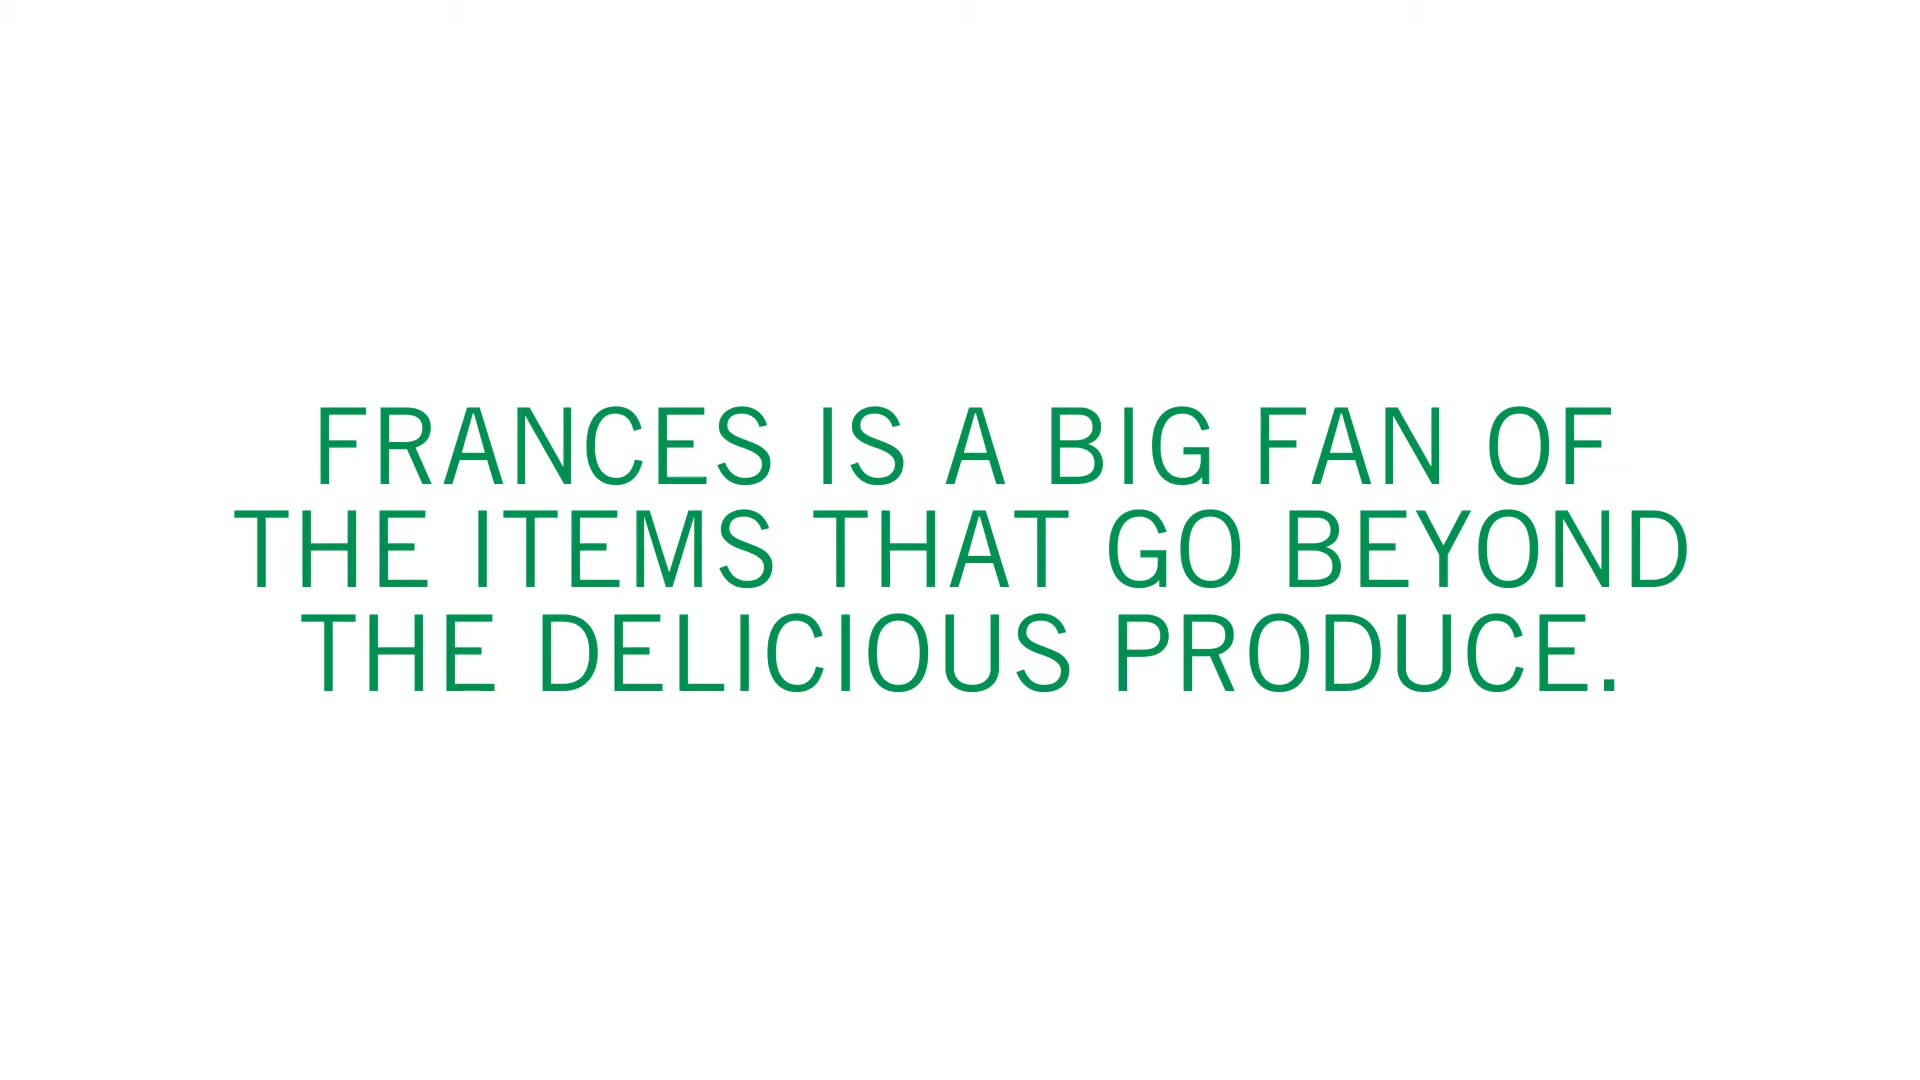 FRANCES IS A BIG FAN OF
THE ITEMS THAT GO BEYOND
THE DELICIOUS PRODUCE.